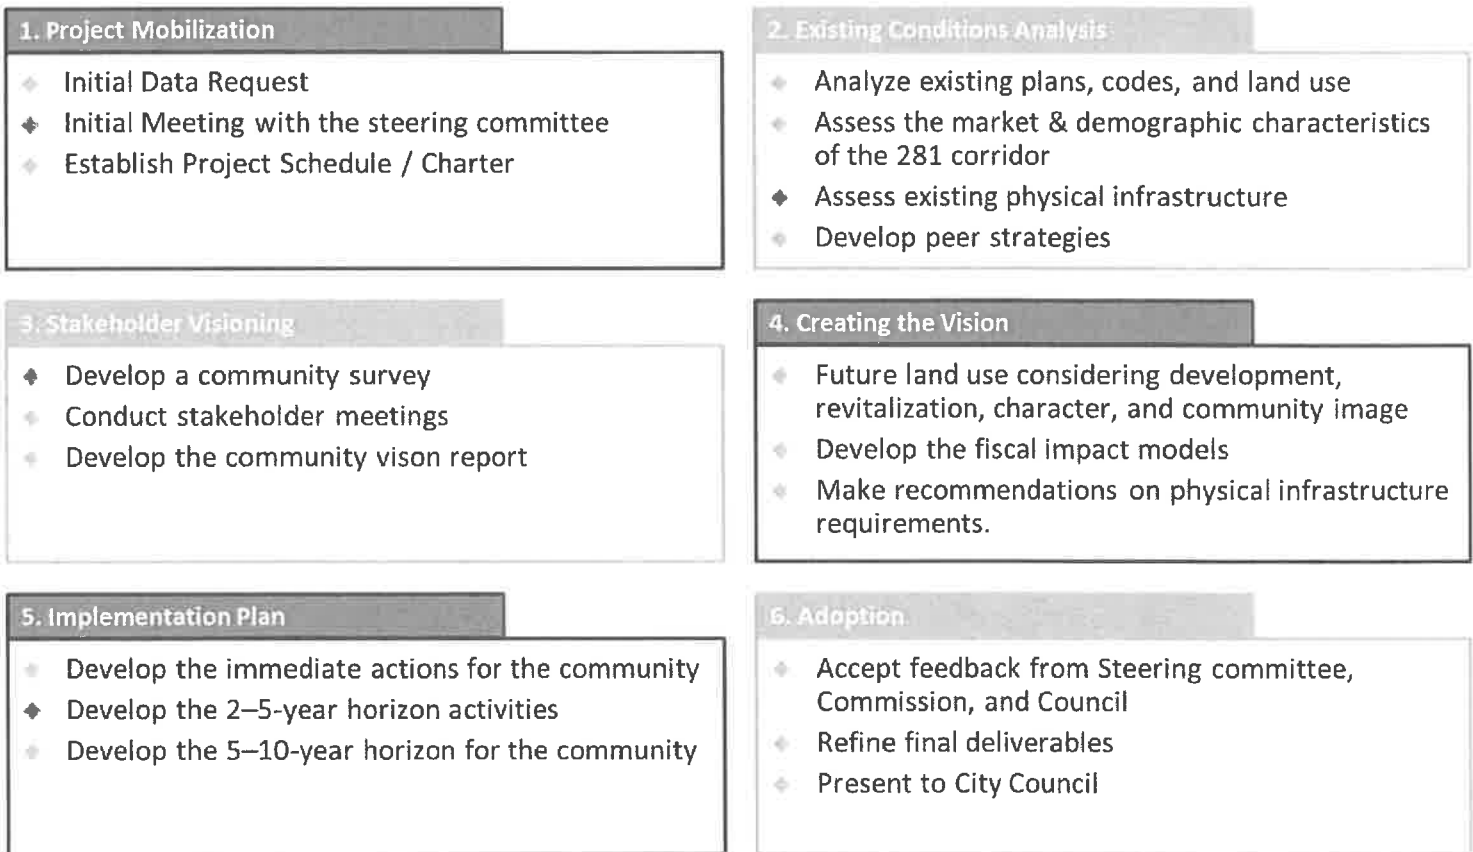 1. Project Mobilization
Initial Data Request
Initial Meeting with the steering committee
Establish Project Schedule / Charter
2. Existing Conditions Analysis
Analyze existing plans, codes, and land use
Assess the market & demographic characteristics
of the 281 corridor
Assess existing physical infrastructure
Develop peer strategies
3. Stakeholder Visioning
Develop a community survey
Conduct stakeholder meetings
Develop the community vison report
4. Creating the Vision
Future land use considering development,
revitalization, character, and community image
Develop the fiscal impact models
Make recommendations on physical infrastructure
requirements.
5. Implementation Plan
Develop the immediate actions for the community
Develop the 2–5-year horizon activities
Develop the 5–10-year horizon for the community
6. Adoption
Accept feedback from Steering committee,
Commission, and Council
Refine final deliverables
Present to City Council